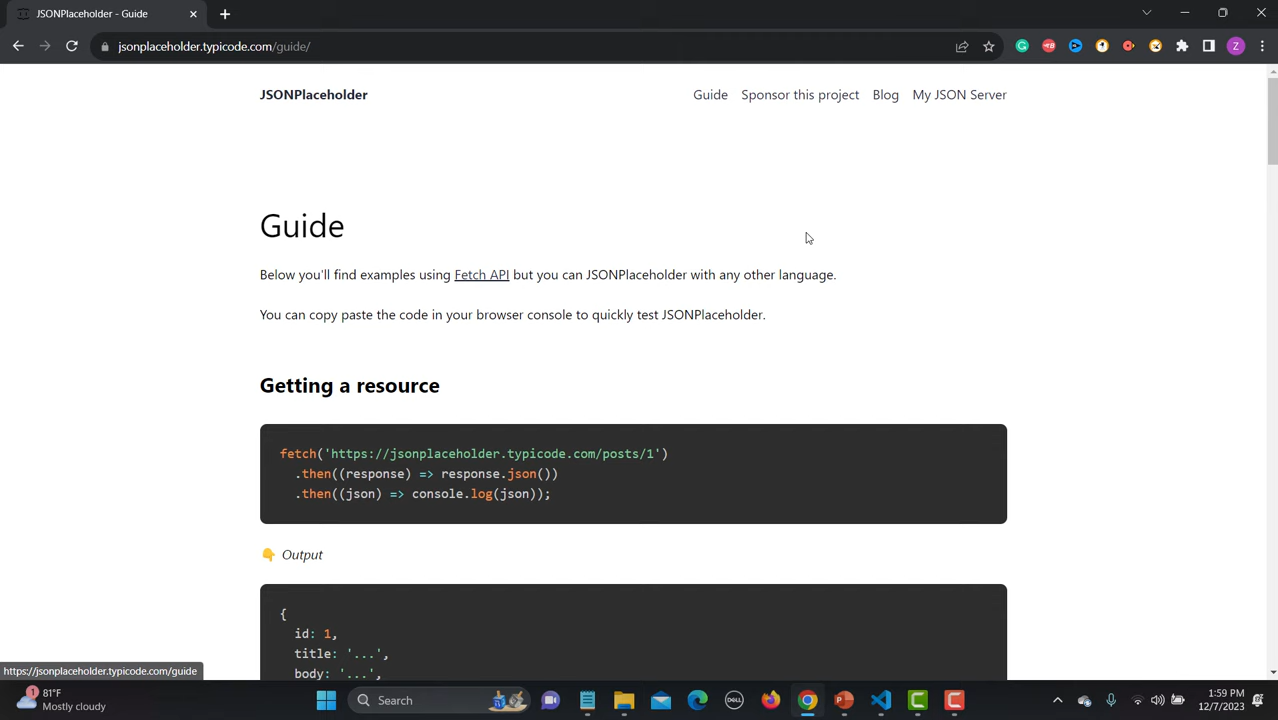 JSONPlaceholder - Guide
jsonplaceholder.typicode.com/guide/
Z
JSONPlaceholder
Guide Sponsor this project Blog My JSON Server
Guide
Below you'll find examples using Fetch API but you can JSONPlaceholder with any other language.
You can copy paste the code in your browser console to quickly test JSONPlaceholder.
Getting a resource
fetch('https://jsonplaceholder.typicode.com/posts/1')
.then((response) => response.json())
.then((json) => console.log(json));
👇 Output
{
id: 1,
title: '...',
body: '...',
https://jsonplaceholder.typicode.com/guide
1
81°F
Mostly cloudy
Search
DELL
1:59 PM
12/7/2023